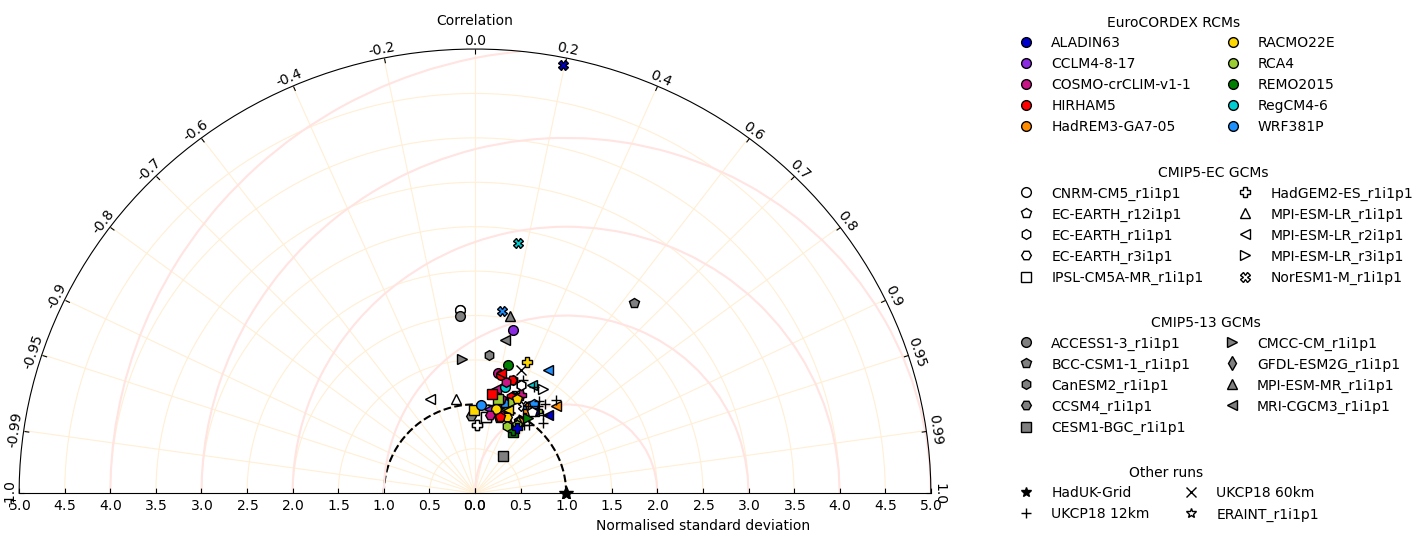 Correlation
0.0
-0.2
0.2
-0.4
0.4
-0.6
0.6
-0.7
0.7
-0.8
0.8
-0.9
0.9
-0.95
0.95
-0.99
0.99
-1.0
1.0
5.0 4.5 4.0 3.5 3.0 2.5 2.0 1.5 1.0 0.5 0.0 0.5 1.0 1.5 2.0 2.5 3.0 3.5 4.0 4.5 5.0
Normalised standard deviation
EuroCORDEX RCMs
ALADIN63 RACMO22E
CCLM4-8-17 RCA4
COSMO-crCLIM-v1-1 REMO2015
HIRHAM5 RegCM4-6
HadREM3-GA7-05 WRF381P
CMIP5-EC GCMs
CNRM-CM5_r1i1p1 HadGEM2-ES_r1i1p1
EC-EARTH_r12i1p1 MPI-ESM-LR_r1i1p1
EC-EARTH_r1i1p1 MPI-ESM-LR_r2i1p1
EC-EARTH_r3i1p1 MPI-ESM-LR_r3i1p1
IPSL-CM5A-MR_r1i1p1 NorESM1-M_r1i1p1
CMIP5-13 GCMs
ACCESS1-3_r1i1p1 CMCC-CM_r1i1p1
BCC-CSM1-1_r1i1p1 GFDL-ESM2G_r1i1p1
CanESM2_r1i1p1 MPI-ESM-MR_r1i1p1
CCSM4_r1i1p1 MRI-CGCM3_r1i1p1
CESM1-BGC_r1i1p1
Other runs
HadUK-Grid UKCP18 60km
UKCP18 12km ERAINT_r1i1p1